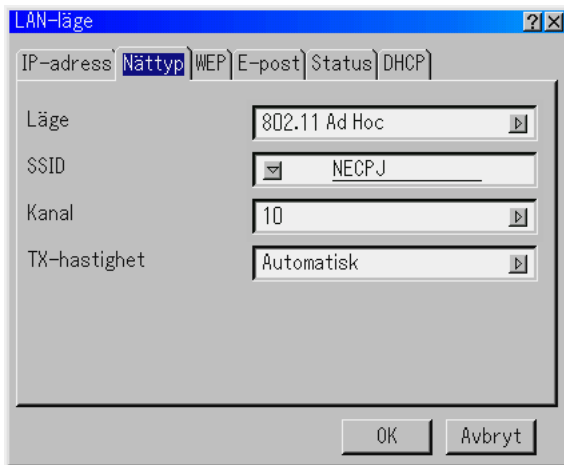 LAN-läge
IP-adress Nättyp WEP E-post Status DHCP
Läge 802.11 Ad Hoc
SSID NECPJ
Kanal 10
TX-hastighet Automatisk
OK Avbryt